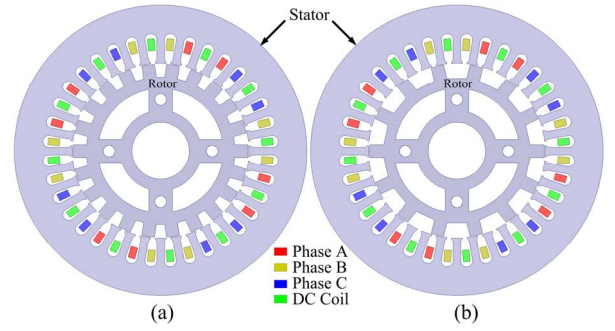 Stator
Rotor
Rotor
Phase A
Phase B
Phase C
DC Coil
(a)
(b)